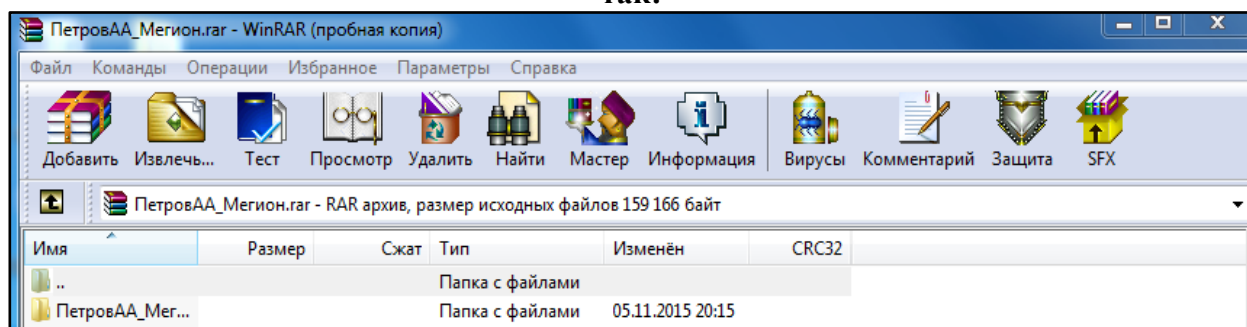 так:
ПетровАА_Мегион.rar - WinRAR (пробная копия)
Файл Команды Операции Избранное Параметры Справка
Добавить Извлечь... Тест Просмотр Удалить Найти Мастер Информация Вирусы Комментарий Защита SFX
ПетровАА_Мегион.rar - RAR архив, размер исходных файлов 159 166 байт
Имя Размер Сжат Тип Изменён CRC32
.. Папка с файлами
ПетровАА_Мег... Папка с файлами 05.11.2015 20:15